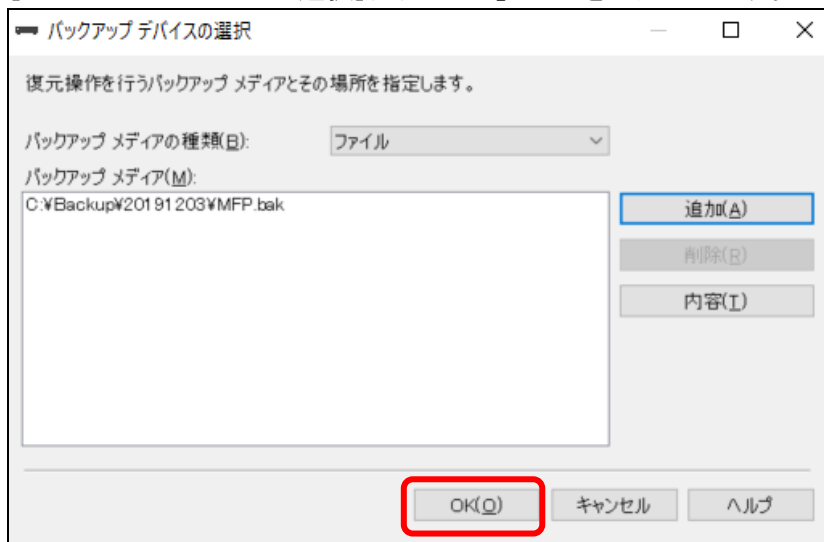 バックアップ デバイスの選択
復元操作を行うバックアップ メディアとその場所を指定します。
バックアップ メディアの種類(B):
ファイル
バックアップ メディア(M):
C:¥Backup¥20191203¥MFP.bak
追加(A)
削除(R)
内容(T)
OK(O)
キャンセル
ヘルプ